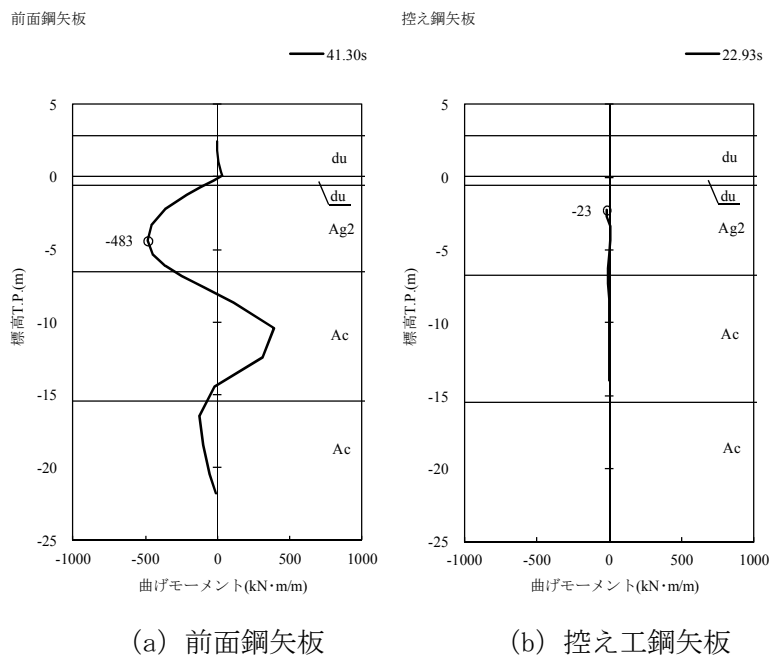 前面鋼矢板
41.30s
5
0
-5
-10
-15
-20
-25
標高T.P.(m)
du
du
Ag2
Ac
Ac
-483
-1000 -500 0 500 1000
曲げモーメント(kN・m/m)
(a) 前面鋼矢板
控え鋼矢板
22.93s
5
0
-5
-10
-15
-20
-25
標高T.P.(m)
du
du
Ag2
Ac
Ac
-23
-1000 -500 0 500 1000
曲げモーメント(kN・m/m)
(b) 控え工鋼矢板